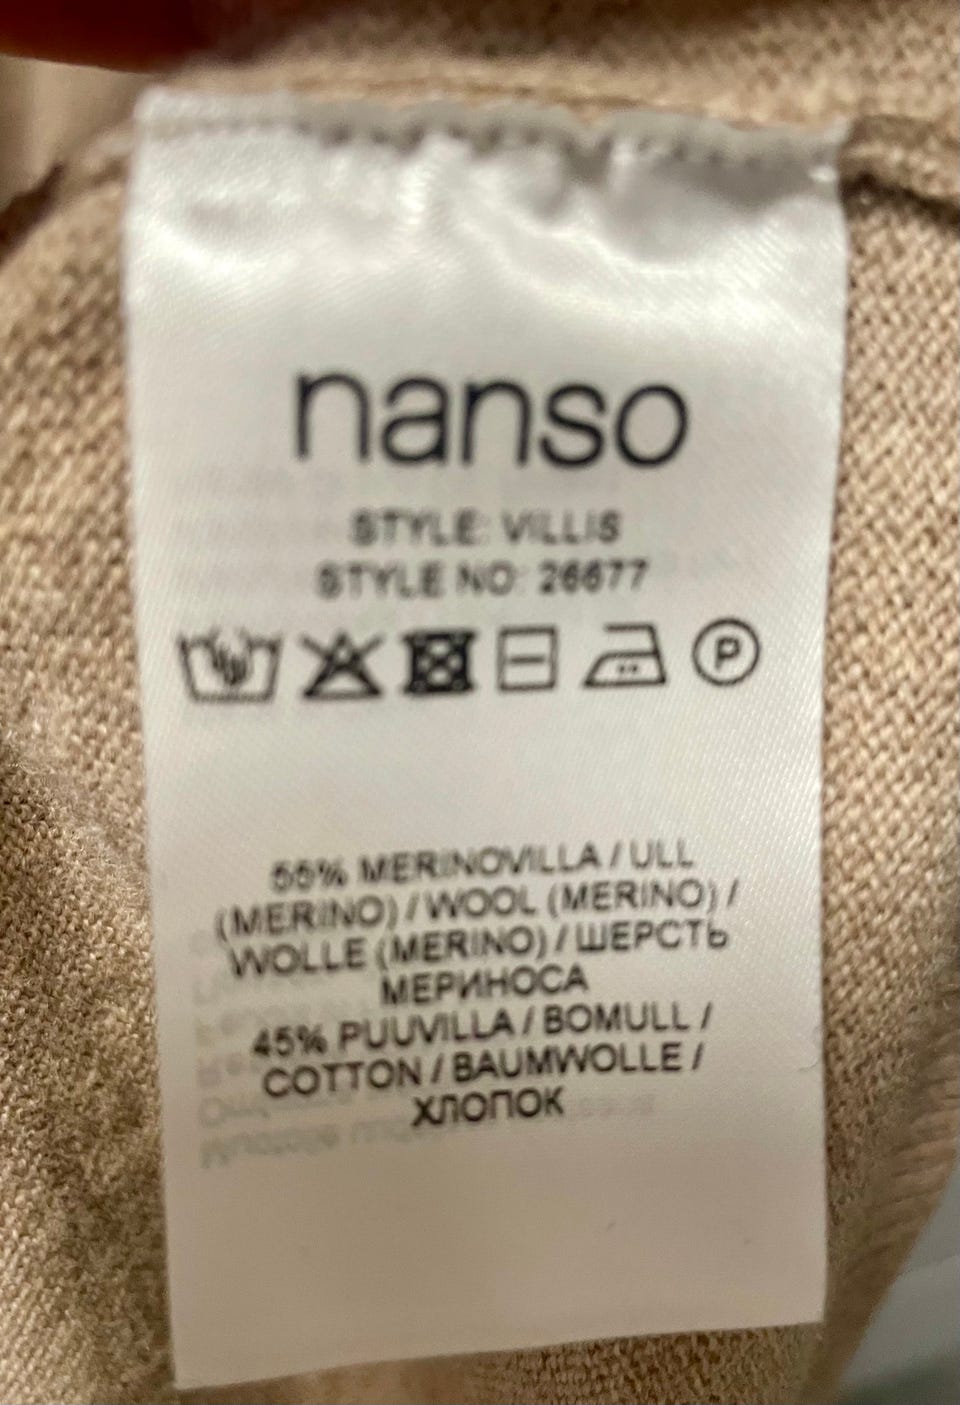 nanso
STYLE: VILLIS
STYLE NO: 26677
P
55% MERINOVILLA / ULL
(MERINO) / WOOL (MERINO) /
WOLLE (MERINO) / ШЕРСТЬ
МЕРИНОСА
45% PUUVILLA / BOMULL /
COTTON / BAUMWOLLE /
ХЛОПОК